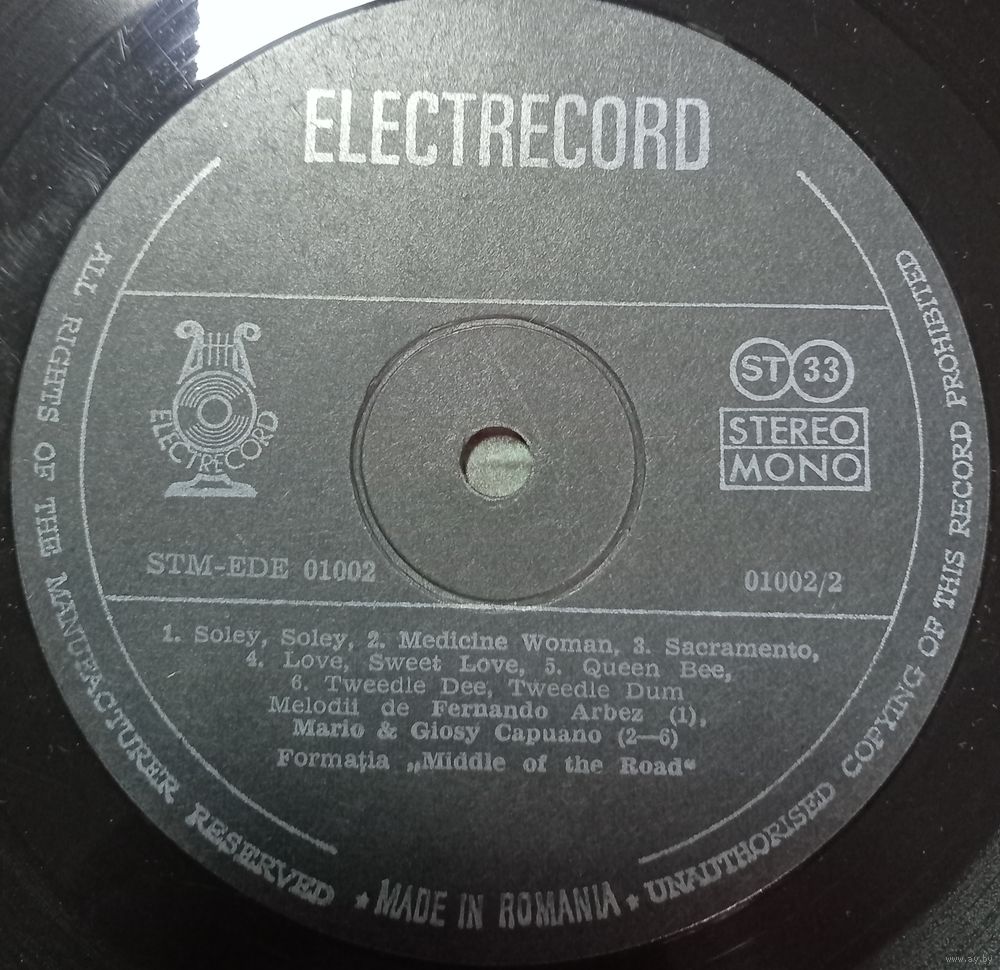 ELECTRECORD
ELECTRECORD
ST 33
STEREO
MONO
STM-EDE 01002
01002/2
1. Soley, Soley, 2. Medicine Woman, 3. Sacramento,
4. Love, Sweet Love, 5. Queen Bee,
6. Tweedle Dee, Tweedle Dum
Melodii de Fernando Arbez (1),
Mario & Giosy Capuano (2—6)
Formația „Middle of the Road“
ALL RIGHTS OF THE MANUFACTURER RESERVED ★ MADE IN ROMANIA ★ UNAUTHORISED COPYING OF THIS RECORD PROHIBITED
www.ay.by